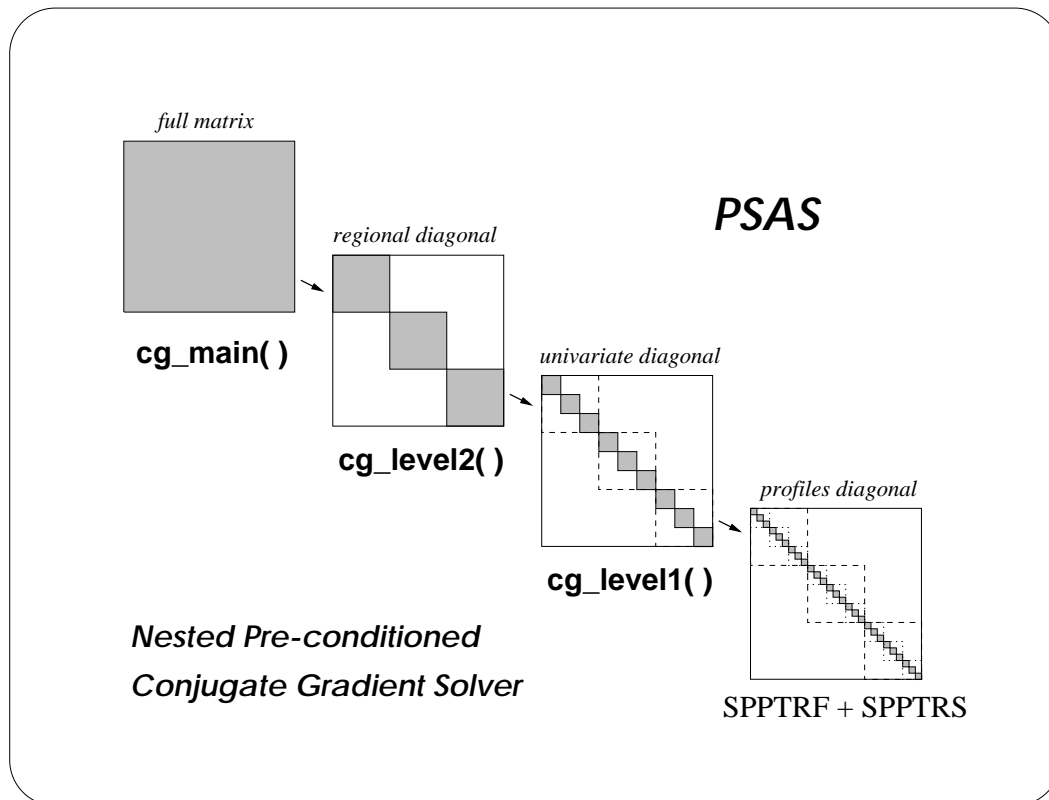 full matrix
PSAS
regional diagonal
cg_main( )
univariate diagonal
cg_level2( )
profiles diagonal
cg_level1( )
Nested Pre-conditioned
Conjugate Gradient Solver
SPPTRF + SPPTRS